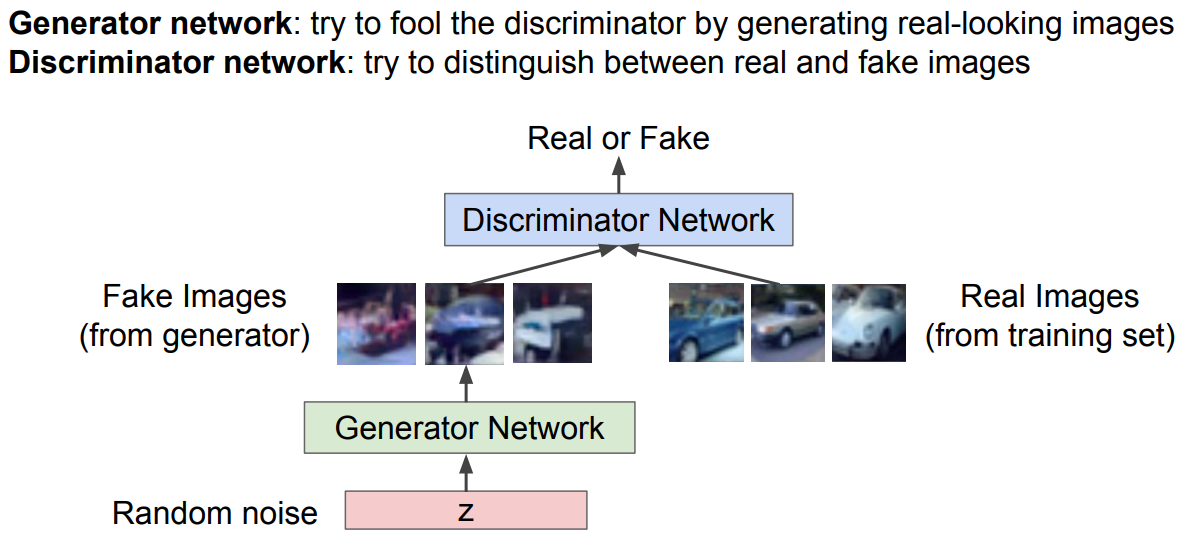 Generator network: try to fool the discriminator by generating real-looking images
Discriminator network: try to distinguish between real and fake images
Real or Fake
Discriminator Network
Fake Images
(from generator)
Real Images
(from training set)
Generator Network
Random noise
z